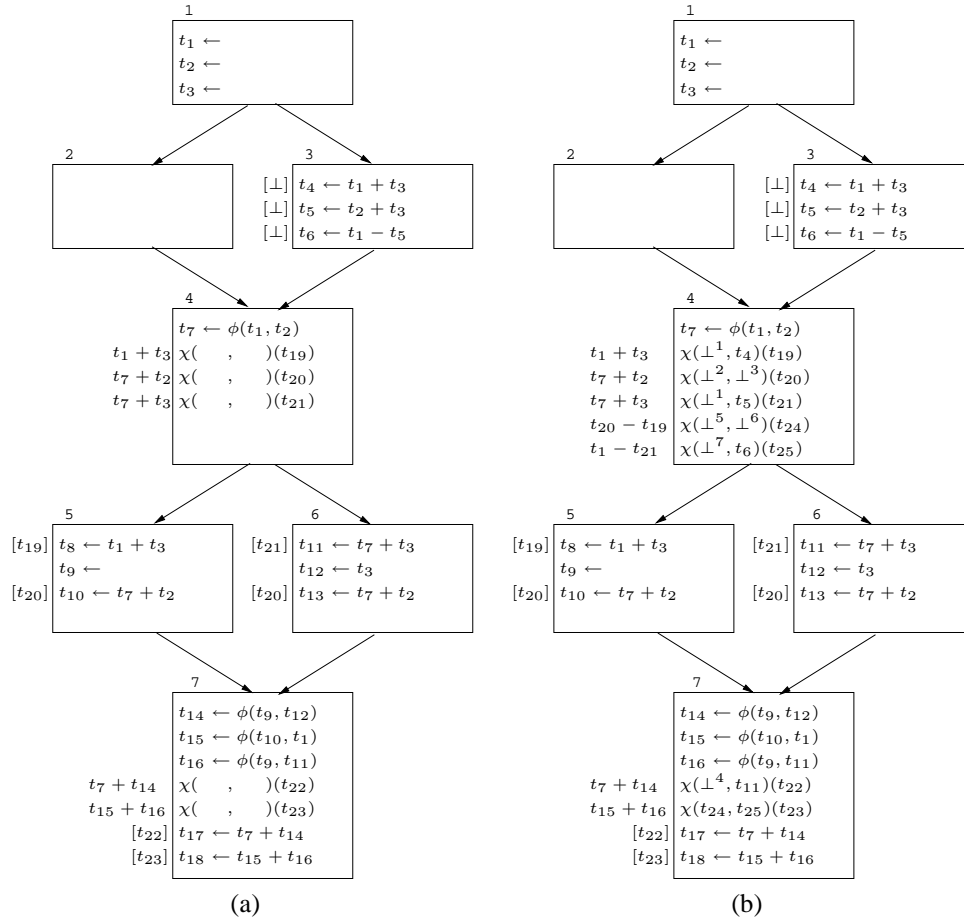 1
t₁ ←
t₂ ←
t₃ ←
2
3
[⊥] t₄ ← t₁ + t₃
[⊥] t₅ ← t₂ + t₃
[⊥] t₆ ← t₁ − t₅
4
t₇ ← ϕ(t₁, t₂)
t₁ + t₃ χ( , )(t₁₉)
t₇ + t₂ χ( , )(t₂₀)
t₇ + t₃ χ( , )(t₂₁)
5
[t₁₉] t₈ ← t₁ + t₃
t₉ ←
[t₂₀] t₁₀ ← t₇ + t₂
6
[t₂₁] t₁₁ ← t₇ + t₃
t₁₂ ← t₃
[t₂₀] t₁₃ ← t₇ + t₂
7
t₁₄ ← ϕ(t₉, t₁₂)
t₁₅ ← ϕ(t₁₀, t₁)
t₁₆ ← ϕ(t₉, t₁₁)
t₇ + t₁₄ χ( , )(t₂₂)
t₁₅ + t₁₆ χ( , )(t₂₃)
[t₂₂] t₁₇ ← t₇ + t₁₄
[t₂₃] t₁₈ ← t₁₅ + t₁₆
(a)
1
t₁ ←
t₂ ←
t₃ ←
2
3
[⊥] t₄ ← t₁ + t₃
[⊥] t₅ ← t₂ + t₃
[⊥] t₆ ← t₁ − t₅
4
t₇ ← ϕ(t₁, t₂)
t₁ + t₃ χ(⊥¹, t₄)(t₁₉)
t₇ + t₂ χ(⊥², ⊥³)(t₂₀)
t₇ + t₃ χ(⊥¹, t₅)(t₂₁)
t₂₀ − t₁₉ χ(⊥⁵, ⊥⁶)(t₂₄)
t₁ − t₂₁ χ(⊥⁷, t₆)(t₂₅)
5
[t₁₉] t₈ ← t₁ + t₃
t₉ ←
[t₂₀] t₁₀ ← t₇ + t₂
6
[t₂₁] t₁₁ ← t₇ + t₃
t₁₂ ← t₃
[t₂₀] t₁₃ ← t₇ + t₂
7
t₁₄ ← ϕ(t₉, t₁₂)
t₁₅ ← ϕ(t₁₀, t₁)
t₁₆ ← ϕ(t₉, t₁₁)
t₇ + t₁₄ χ(⊥⁴, t₁₁)(t₂₂)
t₁₅ + t₁₆ χ(t₂₄, t₂₅)(t₂₃)
[t₂₂] t₁₇ ← t₇ + t₁₄
[t₂₃] t₁₈ ← t₁₅ + t₁₆
(b)